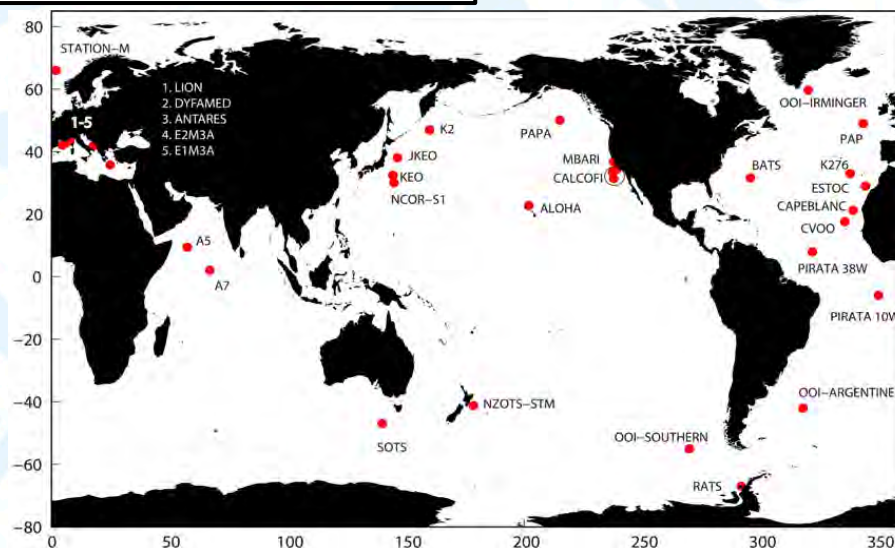 80
60
40
20
0
−20
−40
−60
−80
0
50
100
150
200
250
300
350
STATION−M
1. LION
2. DYFAMED
3. ANTARES
4. E2M3A
5. E1M3A
1-5
K2
JKEO
KEO
NCOR−S1
PAPA
ALOHA
MBARI
CALCOFI
OOI−IRMINGER
PAP
BATS
K276
ESTOC
CAPEBLANC
CVOO
PIRATA 38W
PIRATA 10W
A5
A7
NZOTS−STM
SOTS
OOI−ARGENTINE
OOI−SOUTHERN
RATS